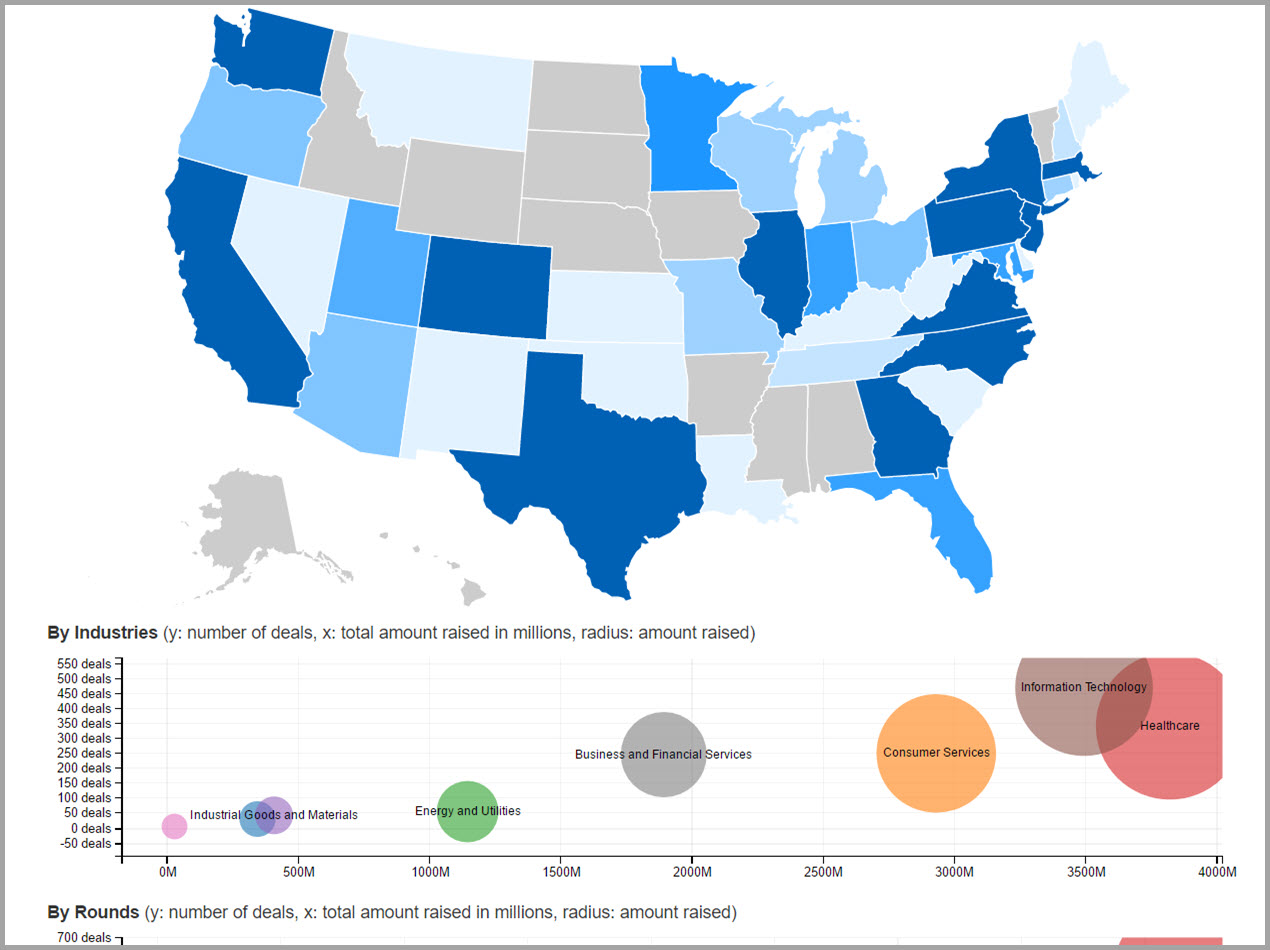 By Industries (y: number of deals, x: total amount raised in millions, radius: amount raised)
550 deals
500 deals
450 deals
400 deals
350 deals
300 deals
250 deals
200 deals
150 deals
100 deals
50 deals
0 deals
-50 deals
Information Technology
Healthcare
Business and Financial Services
Consumer Services
Industrial Goods and Materials
Energy and Utilities
0M
500M
1000M
1500M
2000M
2500M
3000M
3500M
4000M
By Rounds (y: number of deals, x: total amount raised in millions, radius: amount raised)
700 deals